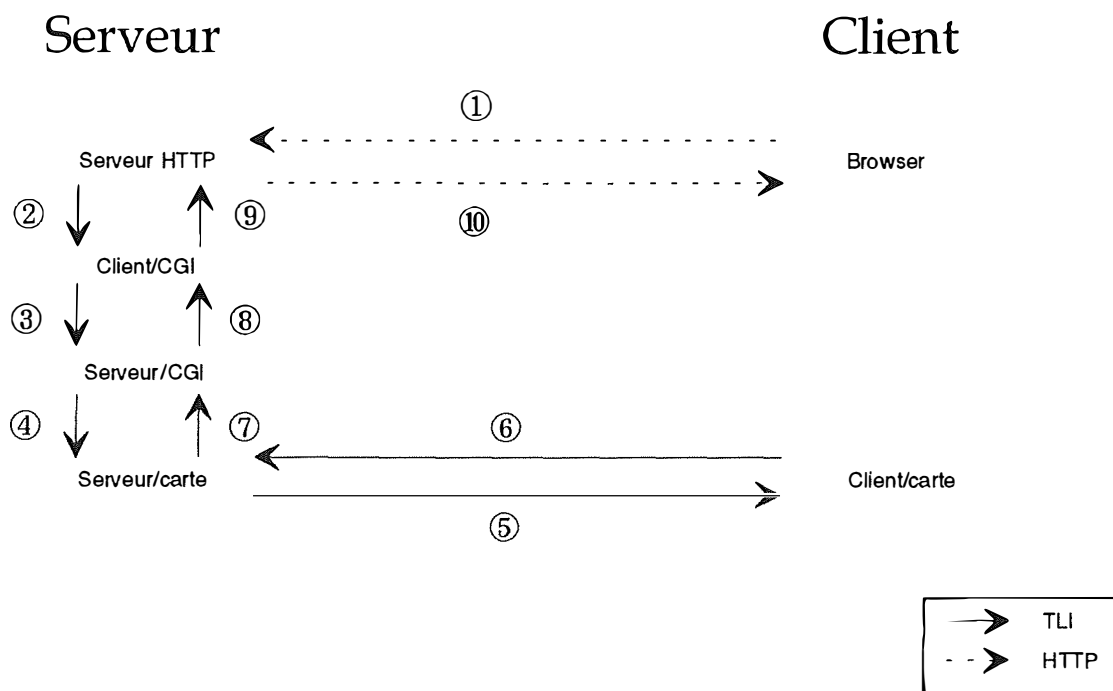 Serveur
Client
①
Serveur HTTP
Browser
②
⑨
⑩
Client/CGI
③
⑧
Serveur/CGI
④
⑦
⑥
Serveur/carte
Client/carte
⑤
TLI
HTTP